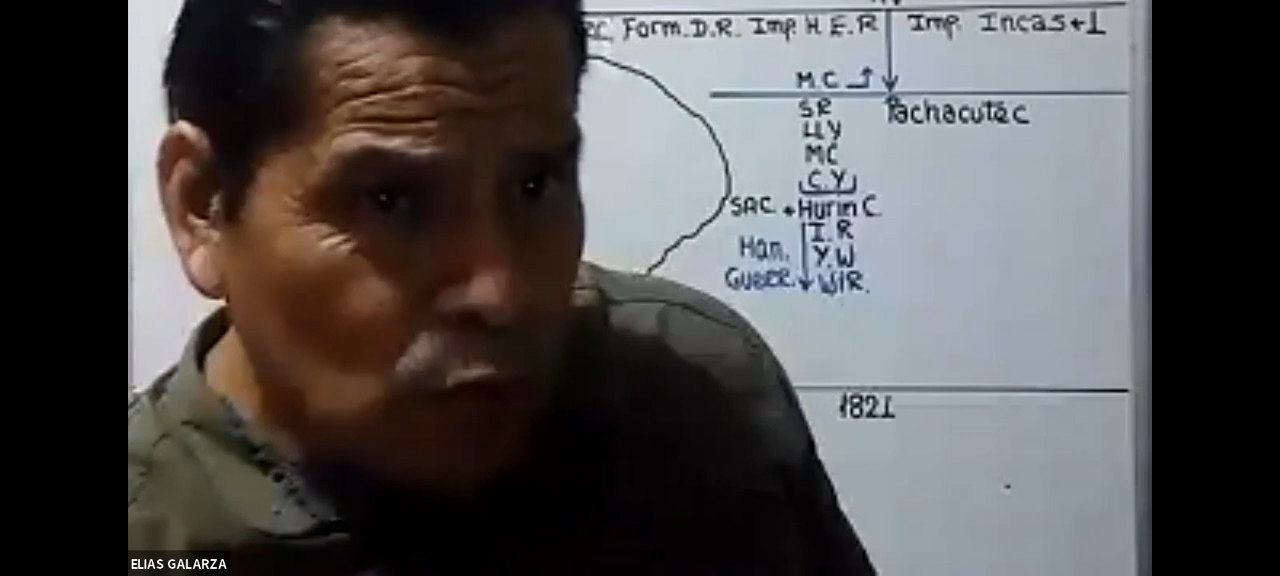 Form. D.R. Imp. H.E.R Imp. Incas+1
M.C
SR Pachacutec
LLY
MC
C.Y
SAC. + Hurin C.
Han. I.R
Y.W
GUBER. WIR.
1821
ELIAS GALARZA